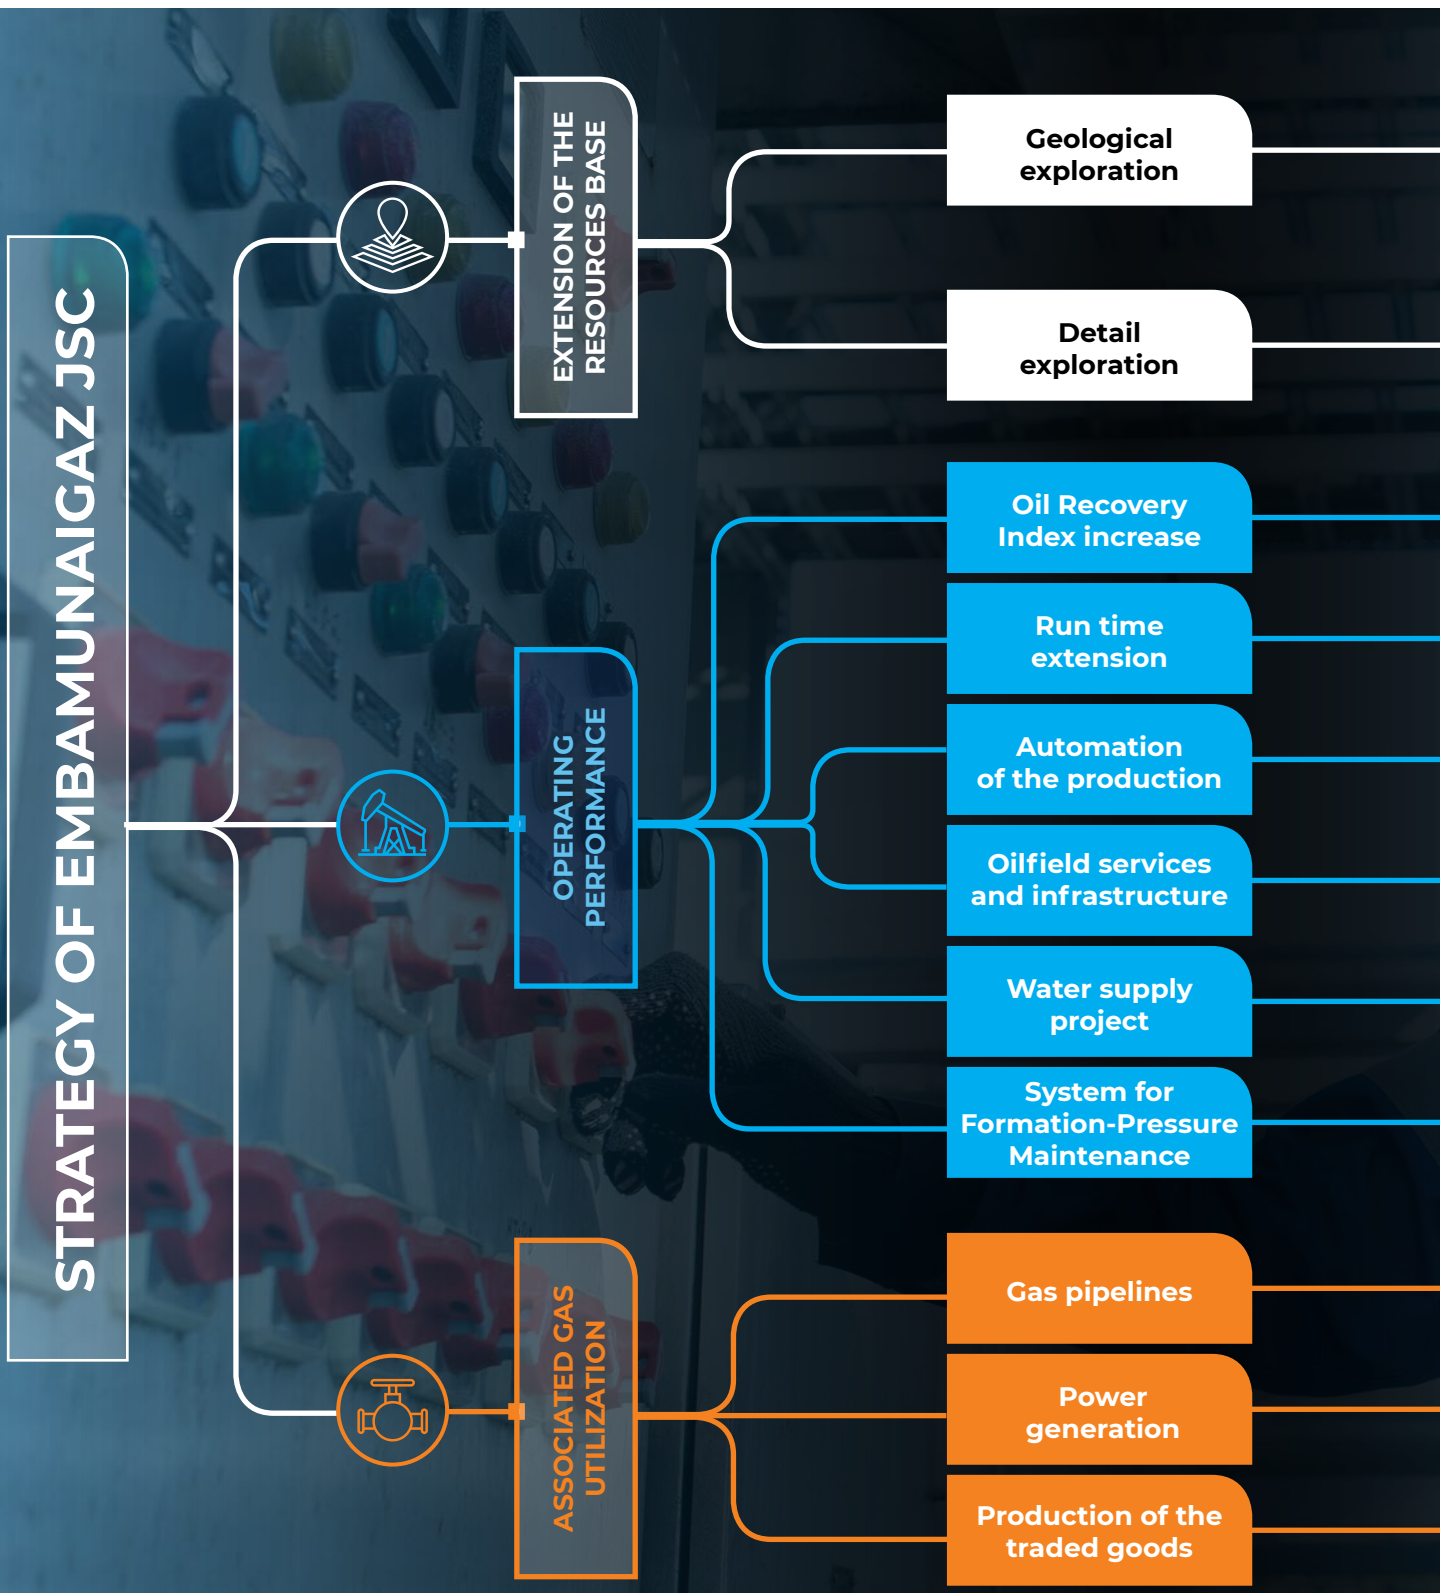 STRATEGY OF EMBAMUNAIGAZ JSC
EXTENSION OF THE
RESOURCES BASE
Geological
exploration
Detail
exploration
OPERATING
PERFORMANCE
Oil Recovery
Index increase
Run time
extension
Automation
of the production
Oilfield services
and infrastructure
Water supply
project
System for
Formation-Pressure
Maintenance
ASSOCIATED GAS
UTILIZATION
Gas pipelines
Power
generation
Production of the
traded goods